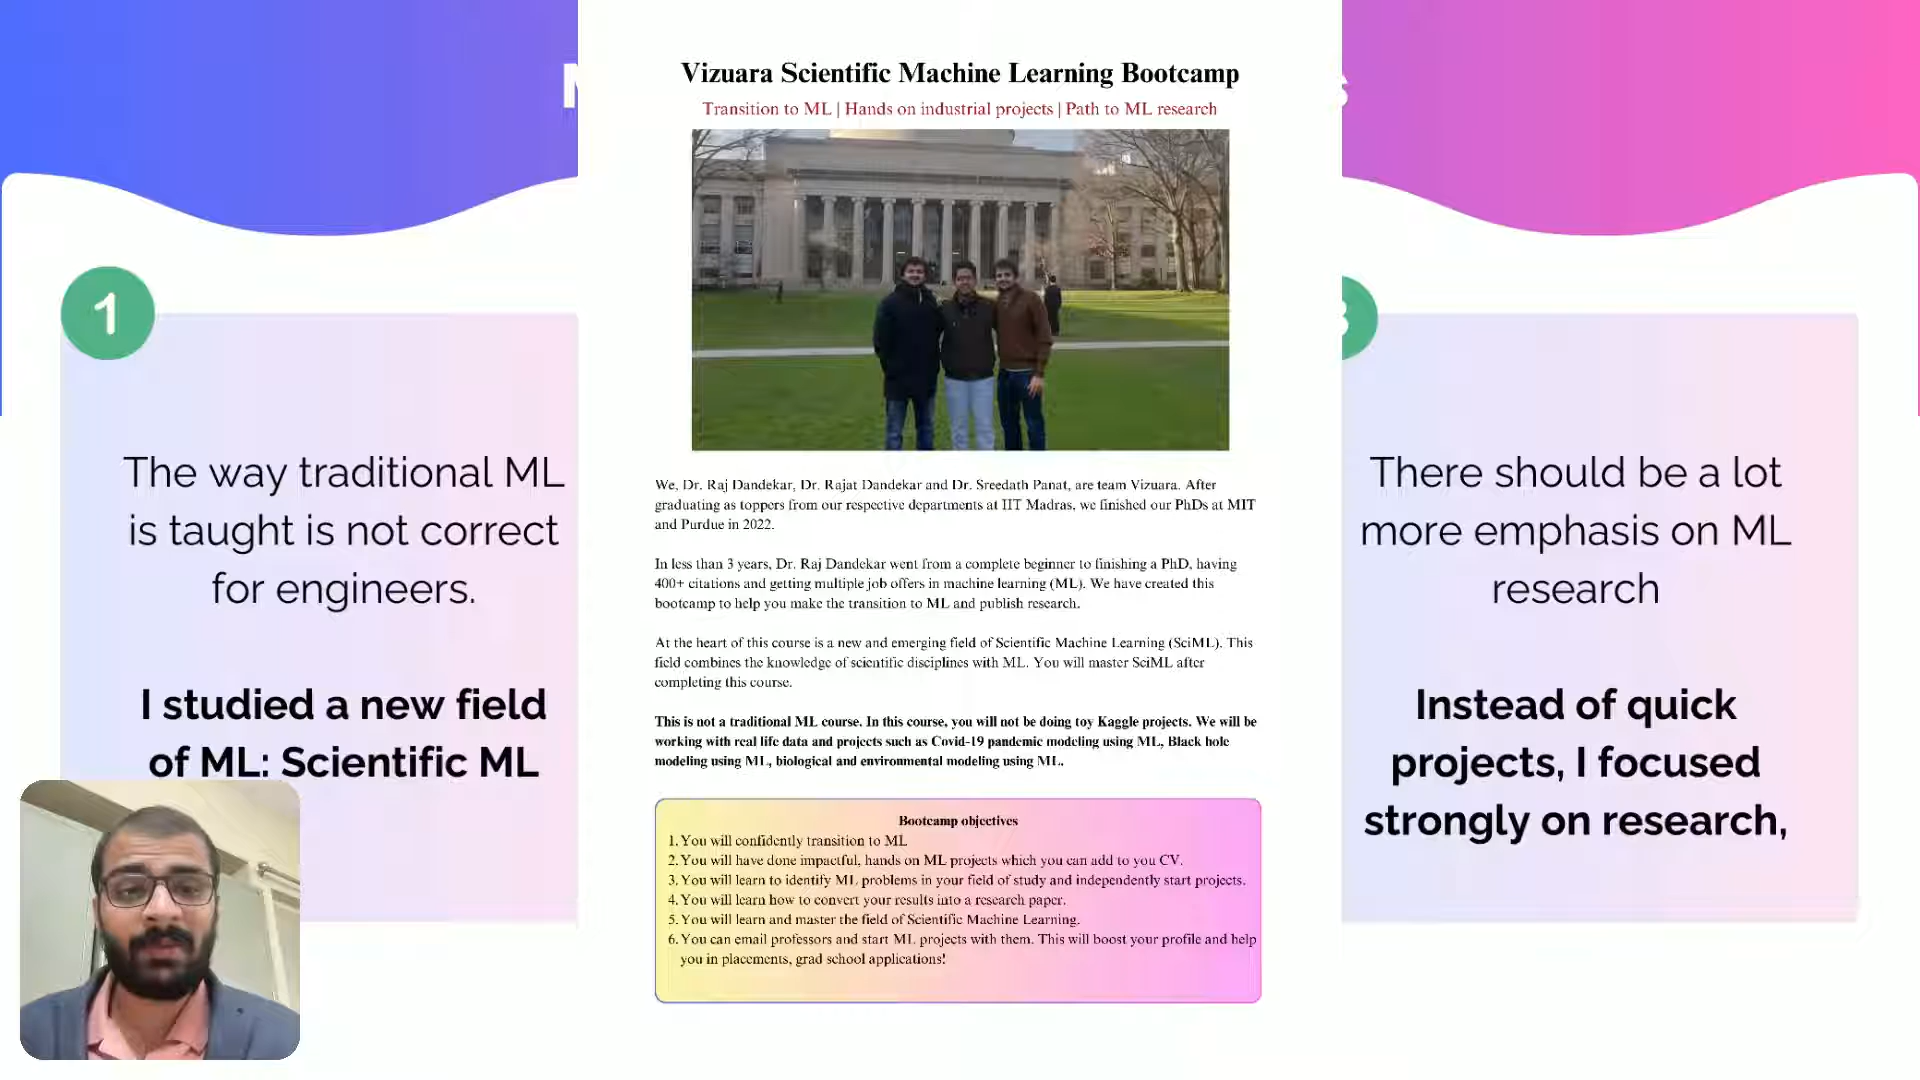 Vizuara Scientific Machine Learning Bootcamp
Transition to ML | Hands on industrial projects | Path to ML research
We, Dr. Raj Dandekar, Dr. Rajat Dandekar and Dr. Sreedath Panat, are team Vizuara. After
graduating as toppers from our respective departments at IIT Madras, we finished our PhDs at MIT
and Purdue in 2022.
In less than 3 years, Dr. Raj Dandekar went from a complete beginner to finishing a PhD, having
400+ citations and getting multiple job offers in machine learning (ML). We have created this
bootcamp to help you make the transition to ML and publish research.
At the heart of this course is a new and emerging field of Scientific Machine Learning (SciML). This
field combines the knowledge of scientific disciplines with ML. You will master SciML after
completing this course.
This is not a traditional ML course. In this course, you will not be doing toy Kaggle projects. We will be
working with real life data and projects such as Covid-19 pandemic modeling using ML, Black hole
modeling using ML, biological and environmental modeling using ML.
Bootcamp objectives
1. You will confidently transition to ML
2. You will have done impactful, hands on ML projects which you can add to you CV.
3. You will learn to identify ML problems in your field of study and independently start projects.
4. You will learn how to convert your results into a research paper.
5. You will learn and master the field of Scientific Machine Learning.
6. You can email professors and start ML projects with them. This will boost your profile and help
you in placements, grad school applications!
1
The way traditional ML
is taught is not correct
for engineers.
I studied a new field
of ML: Scientific ML
There should be a lot
more emphasis on ML
research
Instead of quick
projects, I focused
strongly on research,